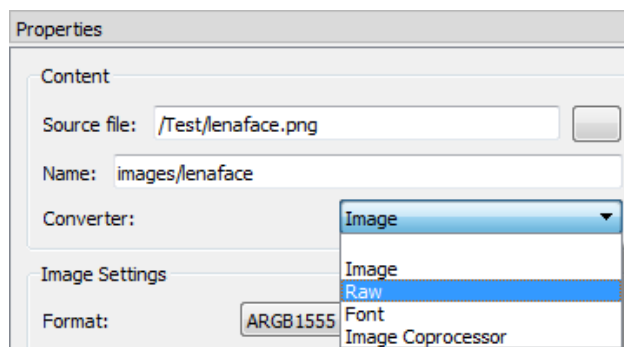 Properties
Content
Source file: /Test/lenaface.png
Name: images/lenaface
Converter: Image
Image
Image Settings
Raw
Format: ARGB1555 Font
Image Coprocessor